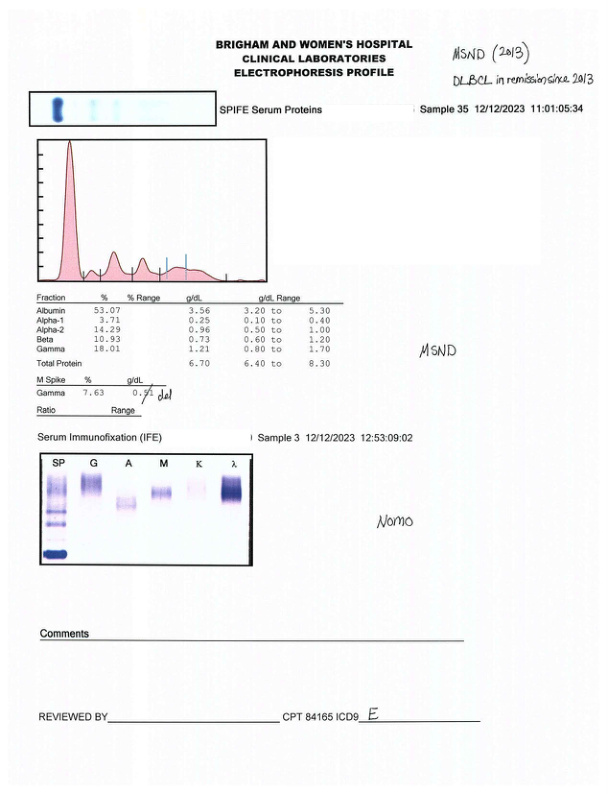 BRIGHAM AND WOMEN'S HOSPITAL
CLINICAL LABORATORIES
ELECTROPHORESIS PROFILE
MSND (2013)
DLBCL in remission since 2013
SPIFE Serum Proteins Sample 35 12/12/2023 11:01:05:34
Fraction % % Range g/dL g/dL Range
Albumin 53.07 3.56 3.20 to 5.30
Alpha-1 3.71 0.25 0.10 to 0.40
Alpha-2 14.29 0.96 0.50 to 1.00
Beta 10.93 0.73 0.60 to 1.20
Gamma 18.01 1.21 0.80 to 1.70
Total Protein 6.70 6.40 to 8.30
MSND
M Spike % g/dL
Gamma 7.63 0.51 del
Ratio Range
Serum Immunofixation (IFE) Sample 3 12/12/2023 12:53:09:02
SP G A M K λ
NOMO
Comments
REVIEWED BY CPT 84165 ICD9 E